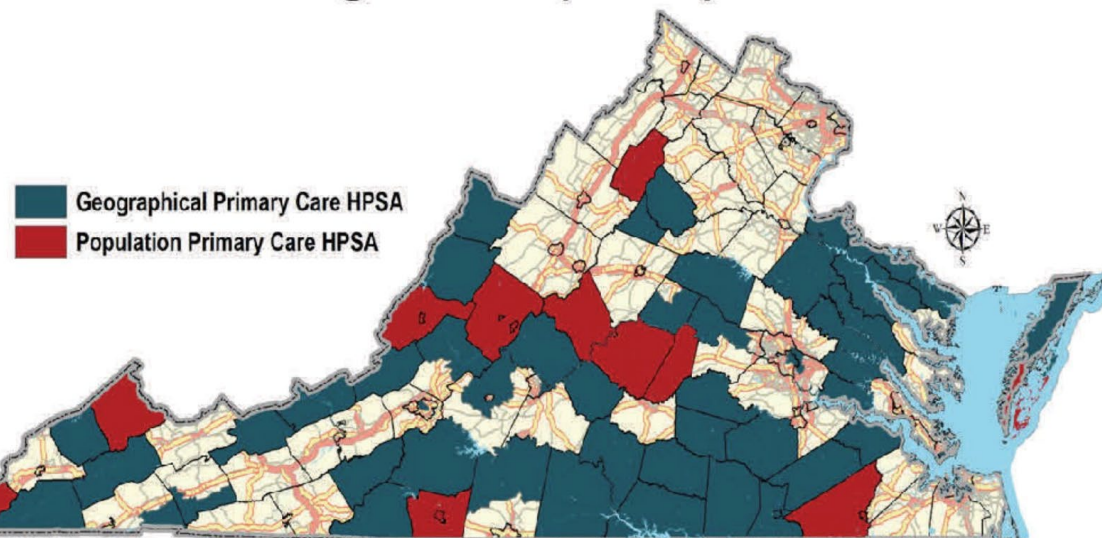 Geographical Primary Care HPSA
Population Primary Care HPSA
N
W E
S